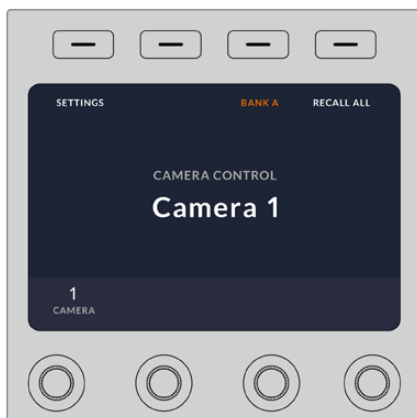 SETTINGS BANK A RECALL ALL
CAMERA CONTROL
Camera 1
1
CAMERA